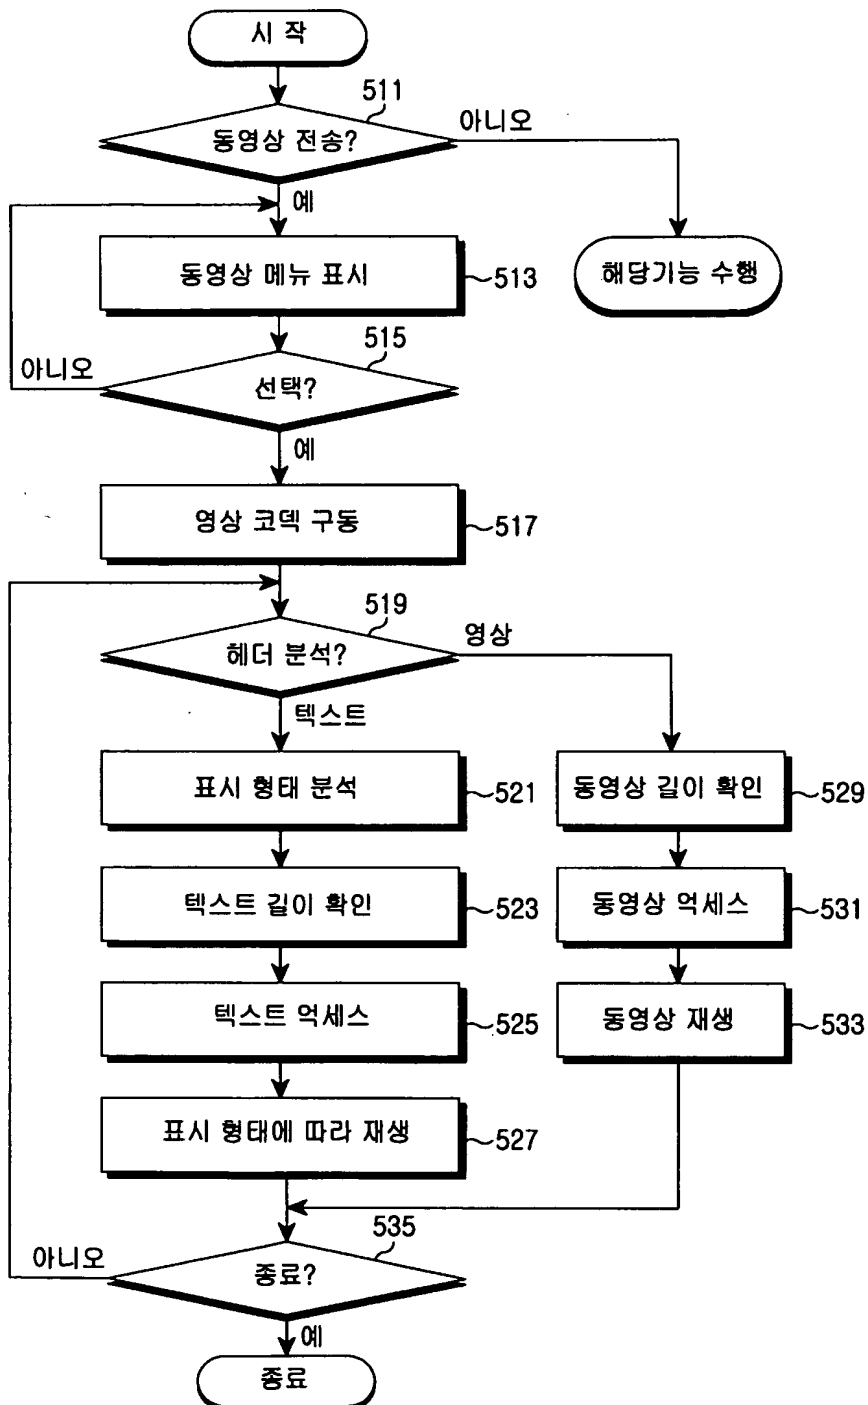 시 작
511
동영상 전송?
아니오
예
동영상 메뉴 표시
513
해당기능 수행
515
아니오
선택?
예
영상 코덱 구동
517
519
헤더 분석?
영상
텍스트
표시 형태 분석
521
동영상 길이 확인
529
텍스트 길이 확인
523
동영상 억세스
531
텍스트 억세스
525
동영상 재생
533
표시 형태에 따라 재생
527
535
아니오
종료?
예
종료